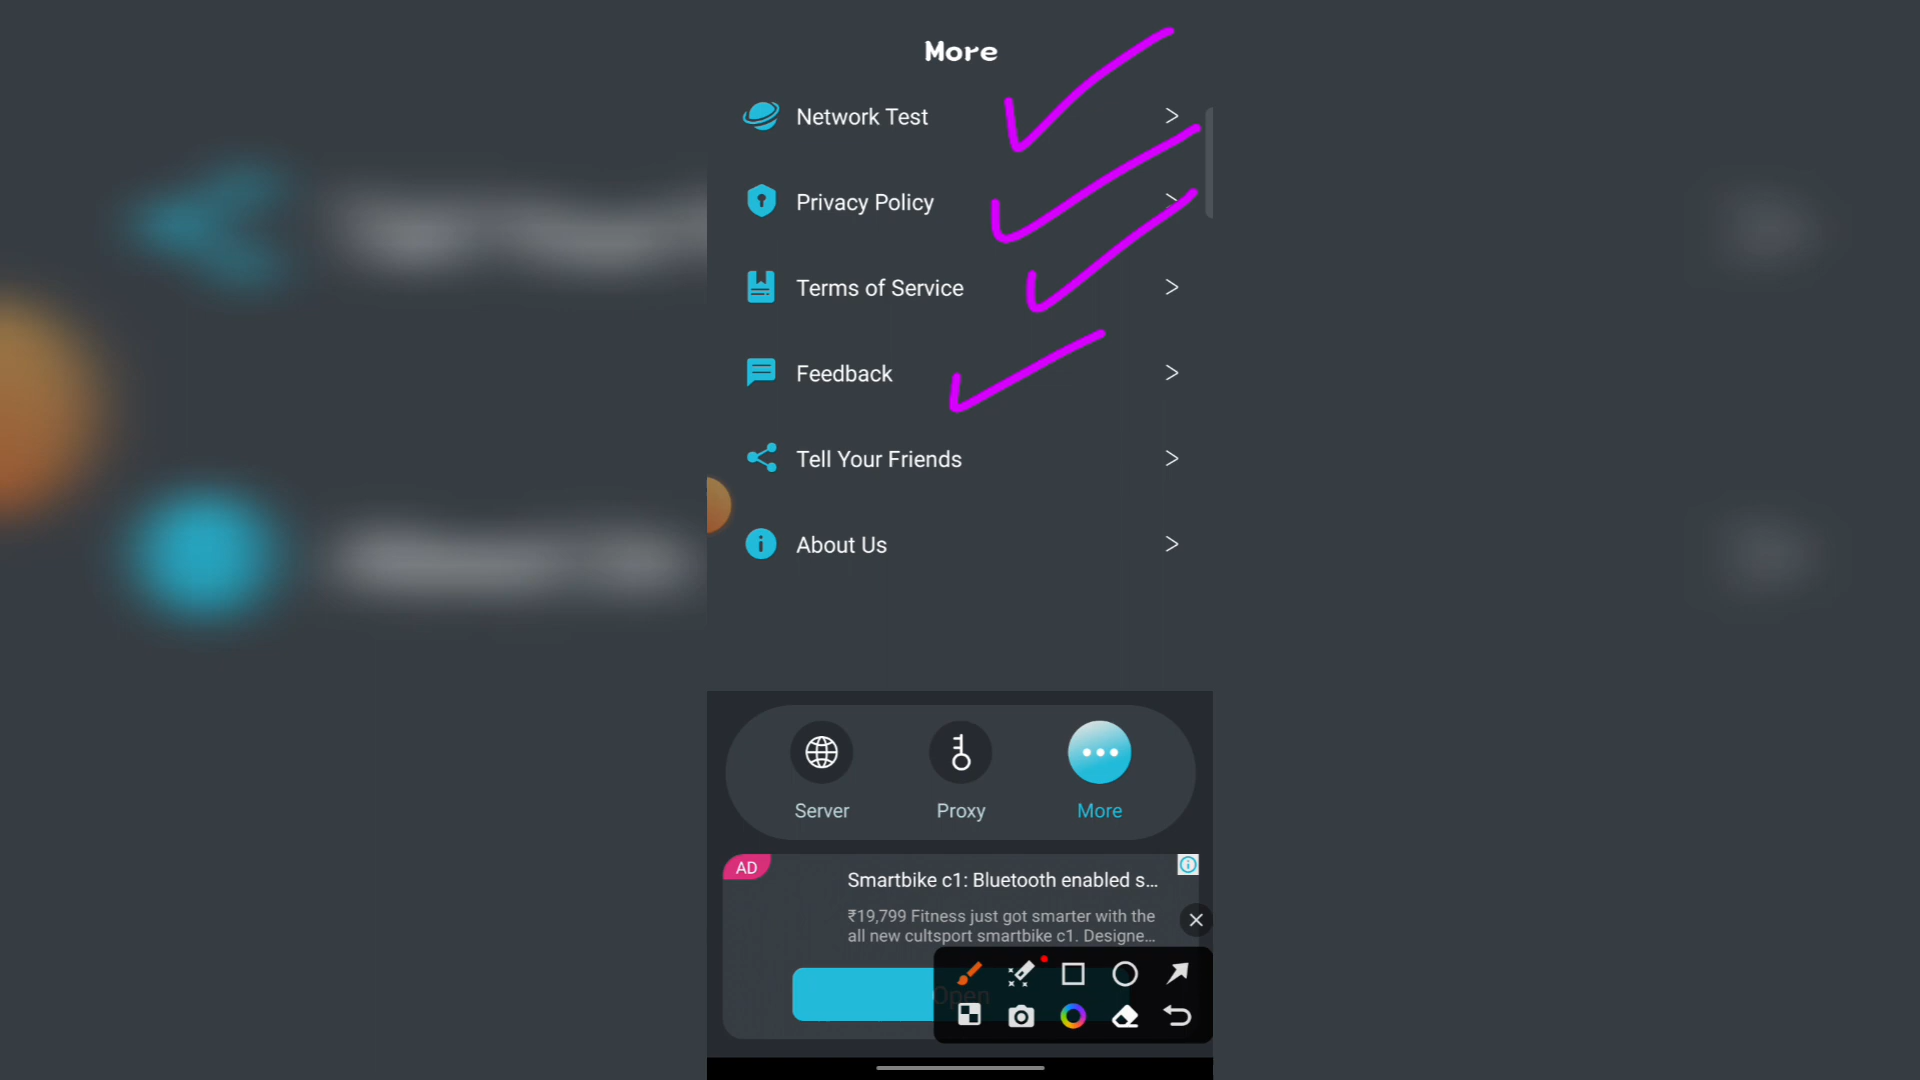 More
Network Test
Privacy Policy
Terms of Service
Feedback
Tell Your Friends
About Us
Server
Proxy
More
AD
Smartbike c1: Bluetooth enabled s...
₹19,799 Fitness just got smarter with the
all new cultsport smartbike c1. Designe...
Open